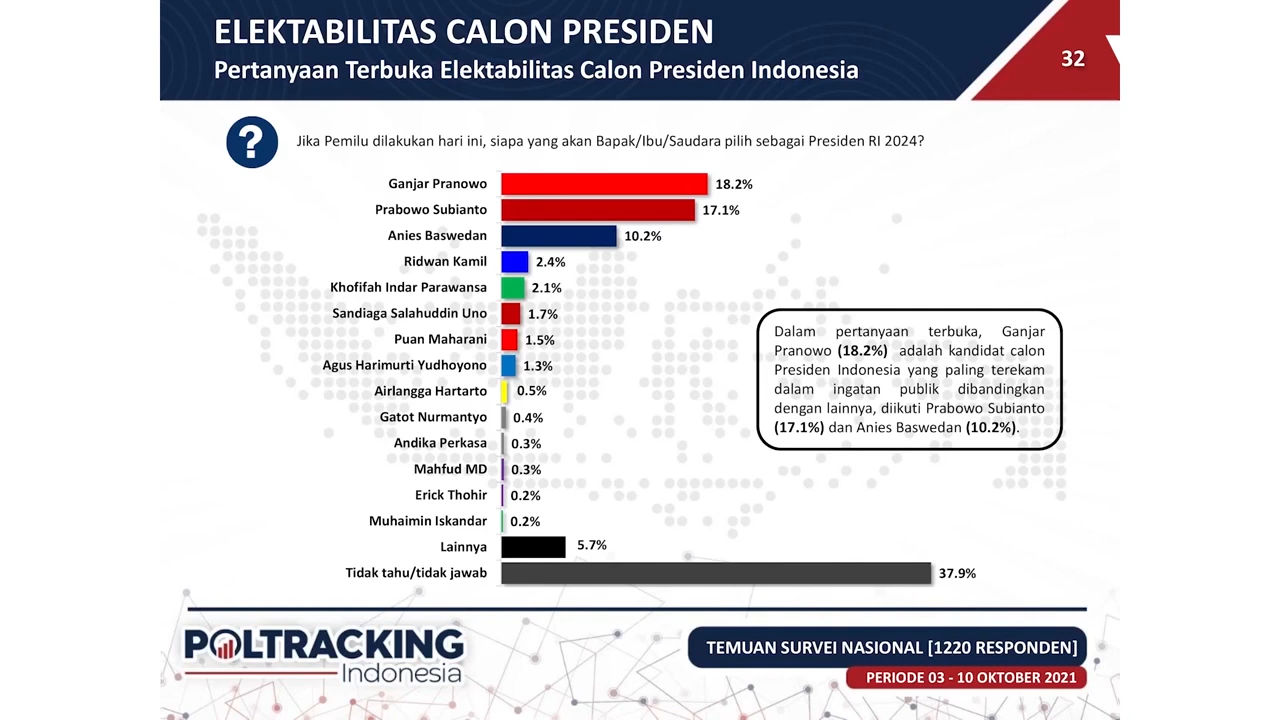 ELEKTABILITAS CALON PRESIDEN
Pertanyaan Terbuka Elektabilitas Calon Presiden Indonesia
32
?
Jika Pemilu dilakukan hari ini, siapa yang akan Bapak/Ibu/Saudara pilih sebagai Presiden RI 2024?
Ganjar Pranowo 18.2%
Prabowo Subianto 17.1%
Anies Baswedan 10.2%
Ridwan Kamil 2.4%
Khofifah Indar Parawansa 2.1%
Sandiaga Salahuddin Uno 1.7%
Puan Maharani 1.5%
Agus Harimurti Yudhoyono 1.3%
Airlangga Hartarto 0.5%
Gatot Nurmantyo 0.4%
Andika Perkasa 0.3%
Mahfud MD 0.3%
Erick Thohir 0.2%
Muhaimin Iskandar 0.2%
Lainnya 5.7%
Tidak tahu/tidak jawab 37.9%
Dalam pertanyaan terbuka, Ganjar
Pranowo (18.2%) adalah kandidat calon
Presiden Indonesia yang paling terekam
dalam ingatan publik dibandingkan
dengan lainnya, diikuti Prabowo Subianto
(17.1%) dan Anies Baswedan (10.2%).
POLTRACKING
Indonesia
TEMUAN SURVEI NASIONAL [1220 RESPONDEN]
PERIODE 03 - 10 OKTOBER 2021